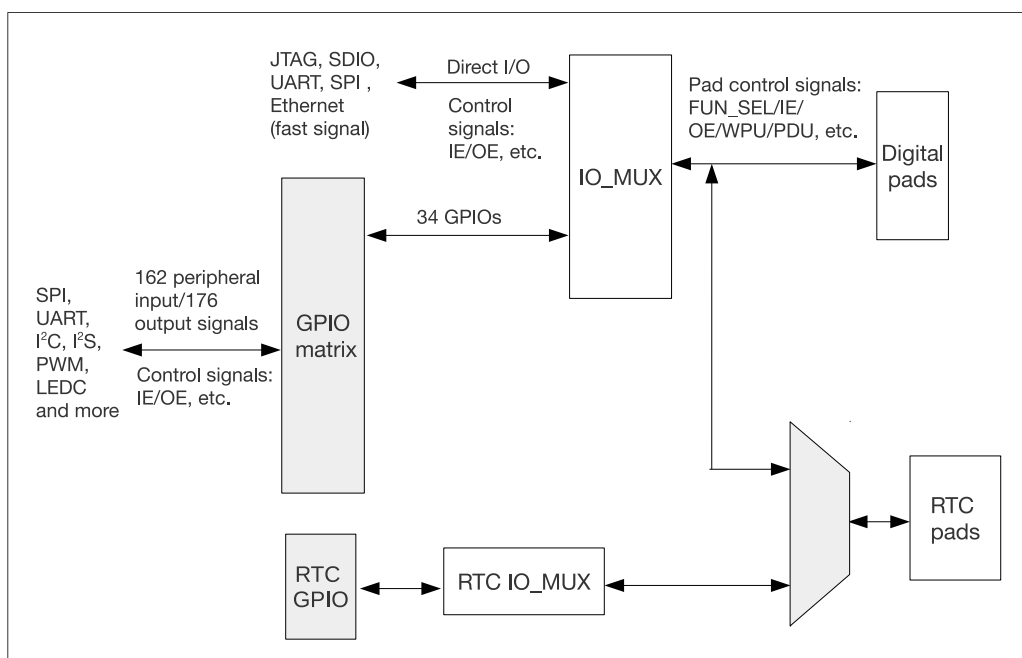 JTAG, SDIO,
UART, SPI ,
Ethernet
(fast signal)
Direct I/O
Control
signals:
IE/OE, etc.
IO_MUX
Pad control signals:
FUN_SEL/IE/
OE/WPU/PDU, etc.
Digital
pads
34 GPIOs
SPI,
UART,
I²C, I²S,
PWM,
LEDC
and more
162 peripheral
input/176
output signals
Control signals:
IE/OE, etc.
GPIO
matrix
RTC
GPIO
RTC IO_MUX
RTC
pads